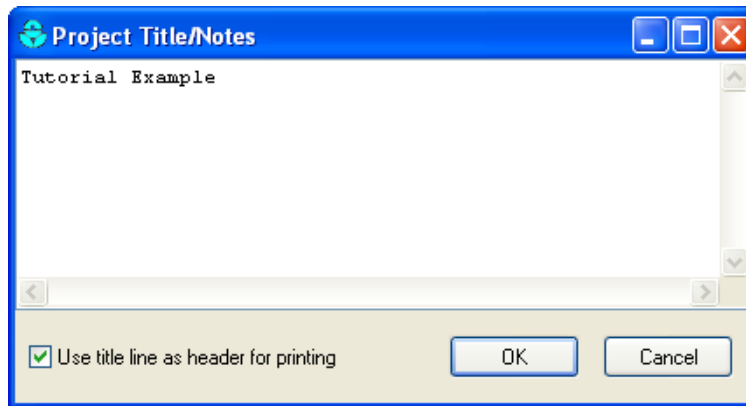 Project Title/Notes
Tutorial Example
Use title line as header for printing
OK
Cancel